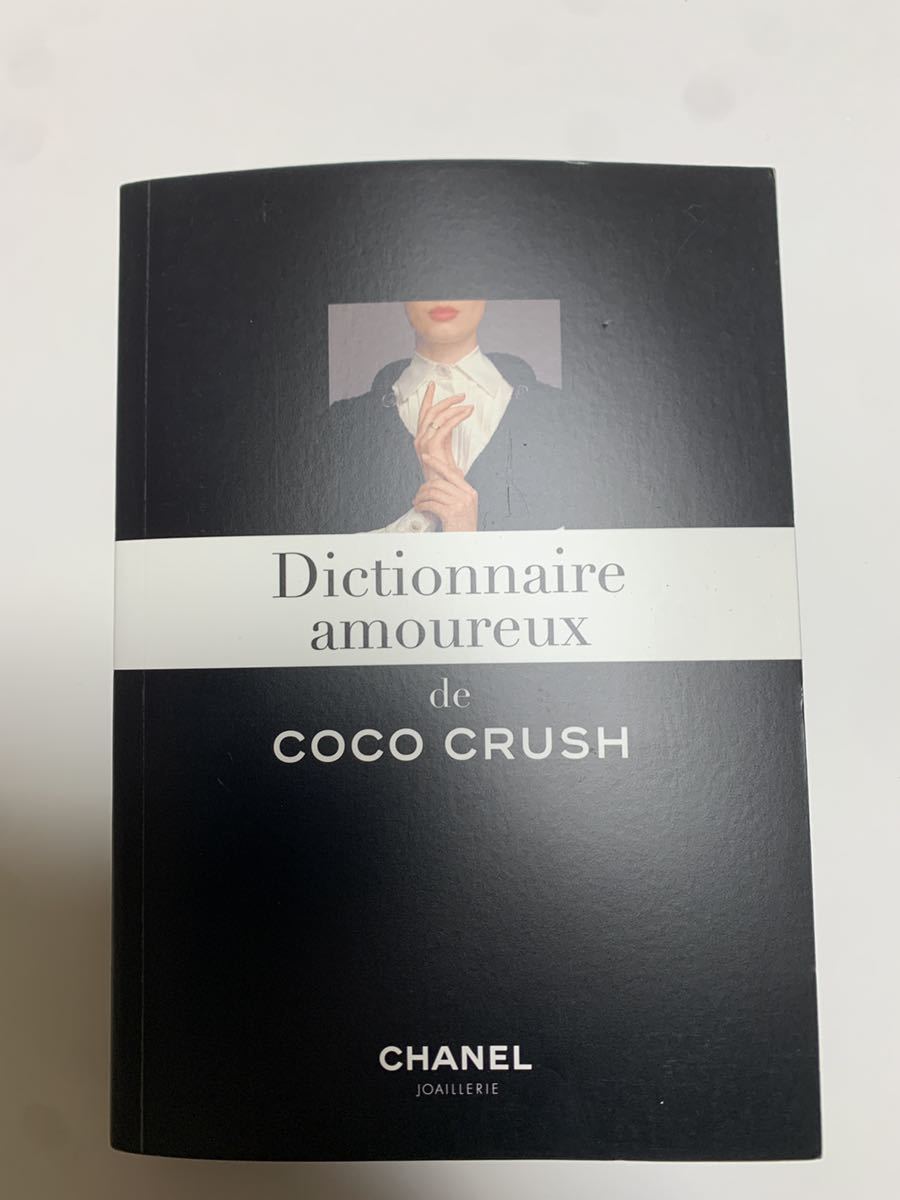 Dictionnaire
amoureux
de
COCO CRUSH
CHANEL
JOAILLERIE